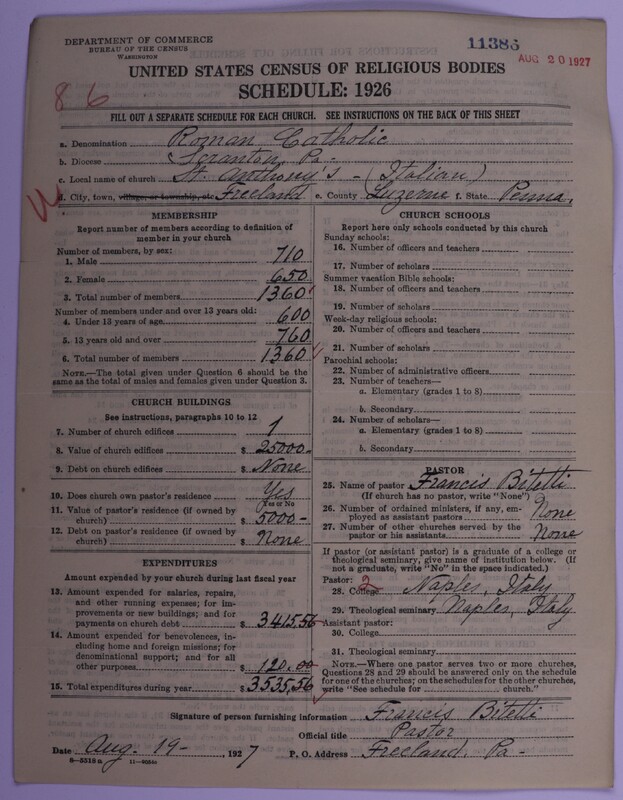 DEPARTMENT OF COMMERCE
BUREAU OF THE CENSUS
WASHINGTON
11386
AUG 20 1927
UNITED STATES CENSUS OF RELIGIOUS BODIES
SCHEDULE: 1926
86
FILL OUT A SEPARATE SCHEDULE FOR EACH CHURCH. SEE INSTRUCTIONS ON THE BACK OF THIS SHEET
a. Denomination Roman Catholic
b. Diocese Scranton, Pa-
c. Local name of church St. Anthony's - (Italian)
d. City, town, village, or township, etc Freeland e. County Luzerne f. State Penna.
MEMBERSHIP
Report number of members according to definition of
member in your church
Number of members, by sex:
1. Male 710
2. Female 650
3. Total number of members 1360
Number of members under and over 13 years old:
4. Under 13 years of age 600
5. 13 years old and over 760
6. Total number of members 1360
NOTE.—The total given under Question 6 should be
same as the total of males and females given under Question 3.
CHURCH BUILDINGS
See instructions, paragraphs 10 to 12
7. Number of church edifices 1
8. Value of church edifices $ 25000-
9. Debt on church edifices $ None
10. Does church own pastor's residence Yes
Yes or No
11. Value of pastor's residence (if owned by
church) $ 5000-
12. Debt on pastor's residence (if owned by
church) $ None
EXPENDITURES
Amount expended by your church during last fiscal year
13. Amount expended for salaries, repairs,
and other running expenses; for im-
provements or new buildings; and for
payments on church debt $ 3415.56
14. Amount expended for benevolences, in-
cluding home and foreign missions; for
denominational support; and for all
other purposes $ 120.00
15. Total expenditures during year $ 3535.56
CHURCH SCHOOLS
Report here only schools conducted by this church
Sunday schools:
16. Number of officers and teachers
17. Number of scholars
Summer vacation Bible schools:
18. Number of officers and teachers
19. Number of scholars
Week-day religious schools:
20. Number of officers and teachers
21. Number of scholars
Parochial schools:
22. Number of administrative officers
23. Number of teachers—
a. Elementary (grades 1 to 8)
b. Secondary
24. Number of scholars—
a. Elementary (grades 1 to 8)
b. Secondary
PASTOR
25. Name of pastor Francis Bitetti
(If church has no pastor, write "None")
26. Number of ordained ministers, if any, em-
ployed as assistant pastors None
27. Number of other churches served by the
pastor or his assistants None
If pastor (or assistant pastor) is a graduate of a college or
theological seminary, give name of institution below. (If
not a graduate, write "No" in the space indicated.)
Pastor: 2
28. College Naples, Italy
29. Theological seminary Naples, Italy
Assistant pastor:
30. College
31. Theological seminary
NOTE.—Where one pastor serves two or more churches,
Questions 28 and 29 should be answered only on the schedule
for one of the churches; on the schedules for the other churches,
write "See schedule for church."
Signature of person furnishing information Francis Bitetti
Official title Pastor
Date Aug. 19- , 1927 P. O. Address Freeland, Pa-